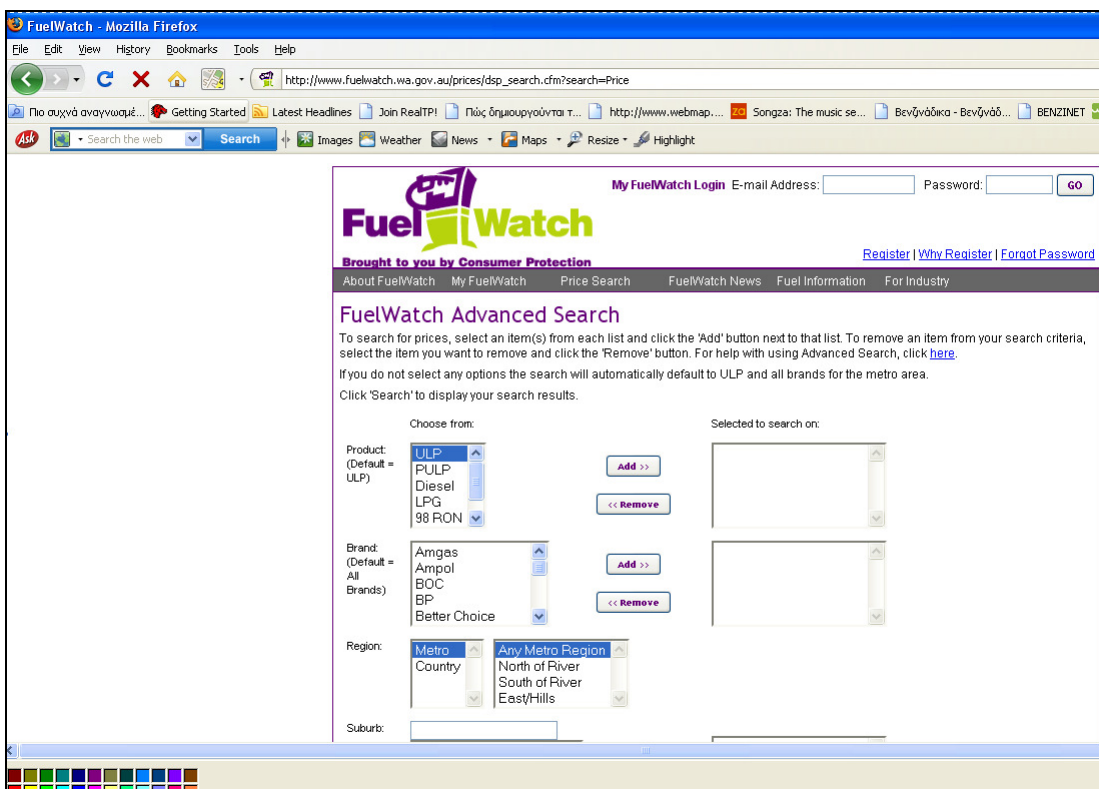 FuelWatch - Mozilla Firefox
File Edit View History Bookmarks Tools Help
http://www.fuelwatch.wa.gov.au/prices/dsp_search.cfm?search=Price
Πιο συχνά αναγνωσμέ... Getting Started Latest Headlines Join RealTP! Πώς δημιουργούνται τ... http://www.webmap.... Songza: The music se... Βενζινάδικα - Βενζινάδ... BENZINET
Ask Search the web Search Images Weather News Maps Resize Highlight
My FuelWatch Login E-mail Address: Password: GO
FuelWatch
Brought to you by Consumer Protection
Register | Why Register | Forgot Password
About FuelWatch My FuelWatch Price Search FuelWatch News Fuel Information For Industry
FuelWatch Advanced Search
To search for prices, select an item(s) from each list and click the 'Add' button next to that list. To remove an item from your search criteria,
select the item you want to remove and click the 'Remove' button. For help with using Advanced Search, click here.
If you do not select any options the search will automatically default to ULP and all brands for the metro area.
Click 'Search' to display your search results.
Choose from: Selected to search on:
Product:
(Default =
ULP)
ULP
PULP
Diesel
LPG
98 RON
Add >>
<< Remove
Brand:
(Default =
All
Brands)
Amgas
Ampol
BOC
BP
Better Choice
Add >>
<< Remove
Region:
Metro
Country
Any Metro Region
North of River
South of River
East/Hills
Suburb: